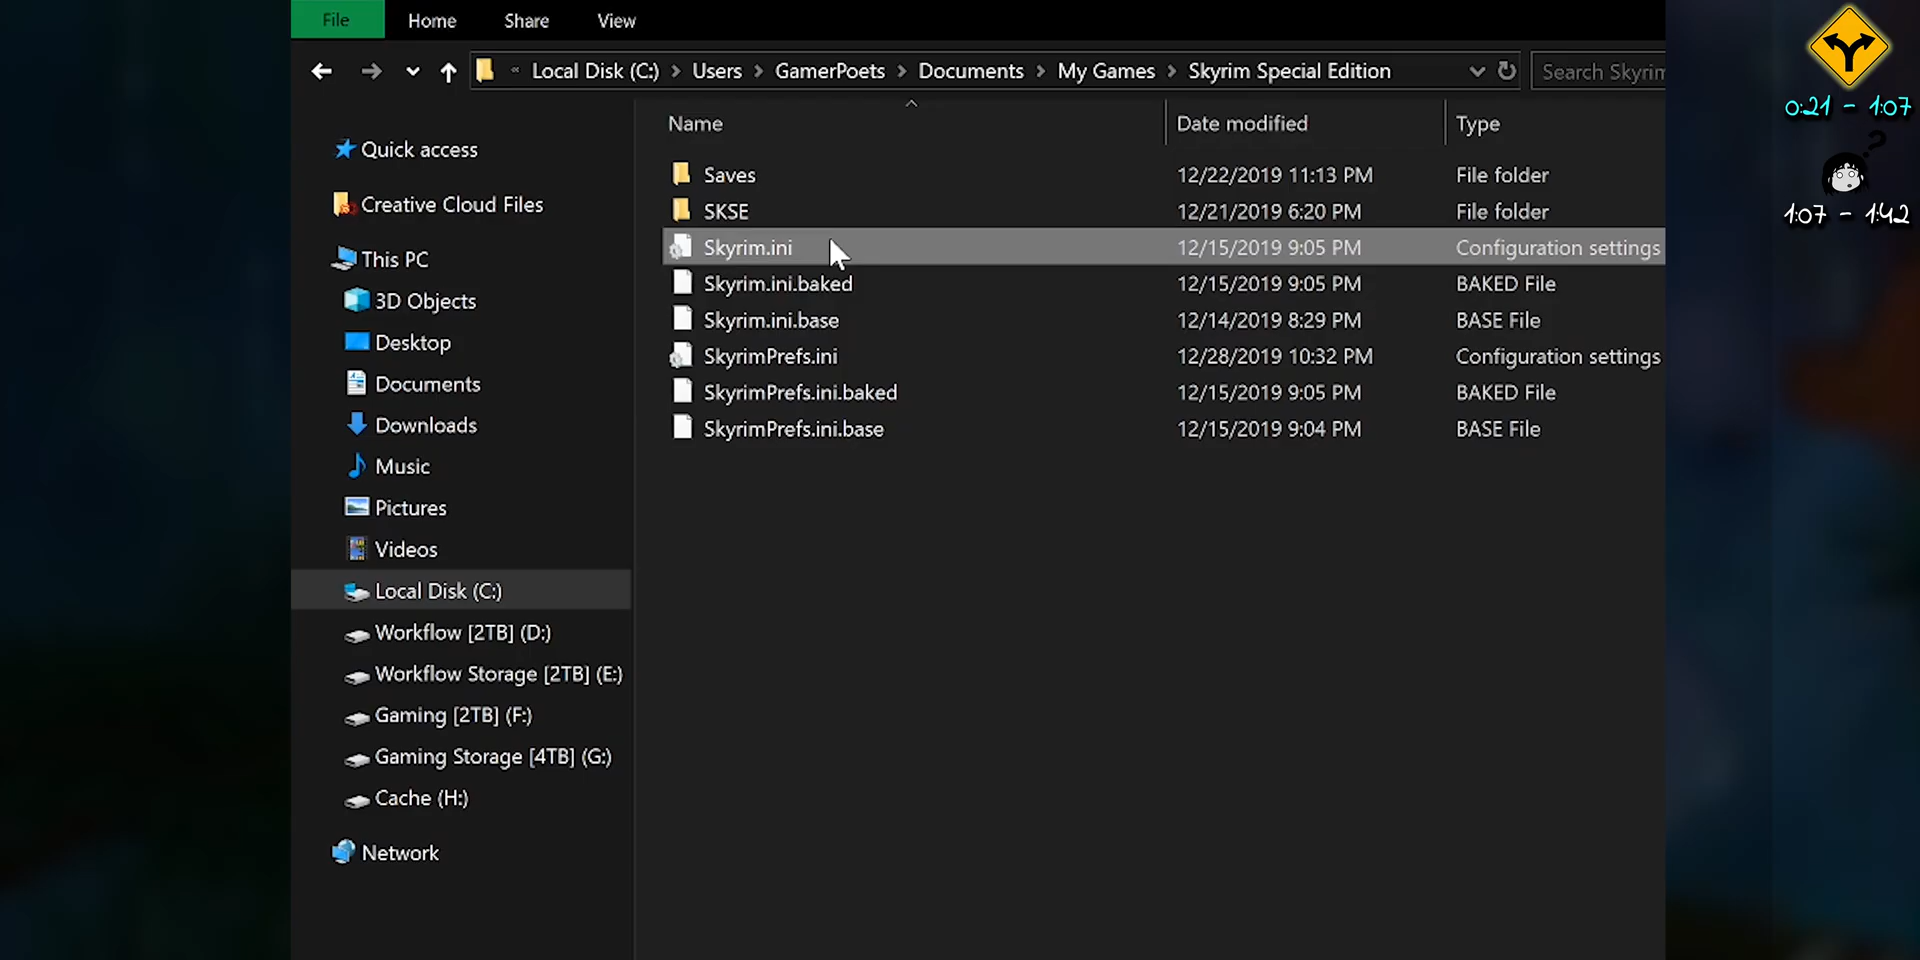 File Home Share View
« Local Disk (C:) > Users > GamerPoets > Documents > My Games > Skyrim Special Edition
Search Skyrim
0:21 - 1:07
?
1:07 - 1:42
Name Date modified Type
Quick access
Creative Cloud Files
This PC
3D Objects
Desktop
Documents
Downloads
Music
Pictures
Videos
Local Disk (C:)
Workflow [2TB] (D:)
Workflow Storage [2TB] (E:)
Gaming [2TB] (F:)
Gaming Storage [4TB] (G:)
Cache (H:)
Network
Saves 12/22/2019 11:13 PM File folder
SKSE 12/21/2019 6:20 PM File folder
Skyrim.ini 12/15/2019 9:05 PM Configuration settings
Skyrim.ini.baked 12/15/2019 9:05 PM BAKED File
Skyrim.ini.base 12/14/2019 8:29 PM BASE File
SkyrimPrefs.ini 12/28/2019 10:32 PM Configuration settings
SkyrimPrefs.ini.baked 12/15/2019 9:05 PM BAKED File
SkyrimPrefs.ini.base 12/15/2019 9:04 PM BASE File